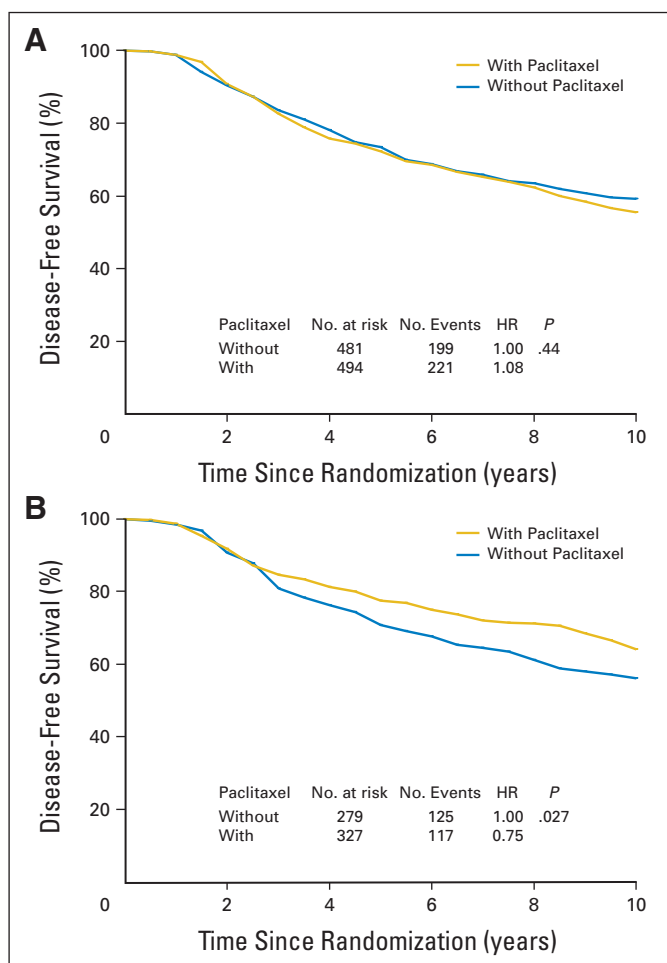 A
100
80
60
40
20
0
2
4
6
8
10
Disease-Free Survival (%)
With Paclitaxel
Without Paclitaxel
Paclitaxel No. at risk No. Events HR P
Without 481 199 1.00 .44
With 494 221 1.08
Time Since Randomization (years)
B
100
80
60
40
20
0
2
4
6
8
10
Disease-Free Survival (%)
With Paclitaxel
Without Paclitaxel
Paclitaxel No. at risk No. Events HR P
Without 279 125 1.00 .027
With 327 117 0.75
Time Since Randomization (years)